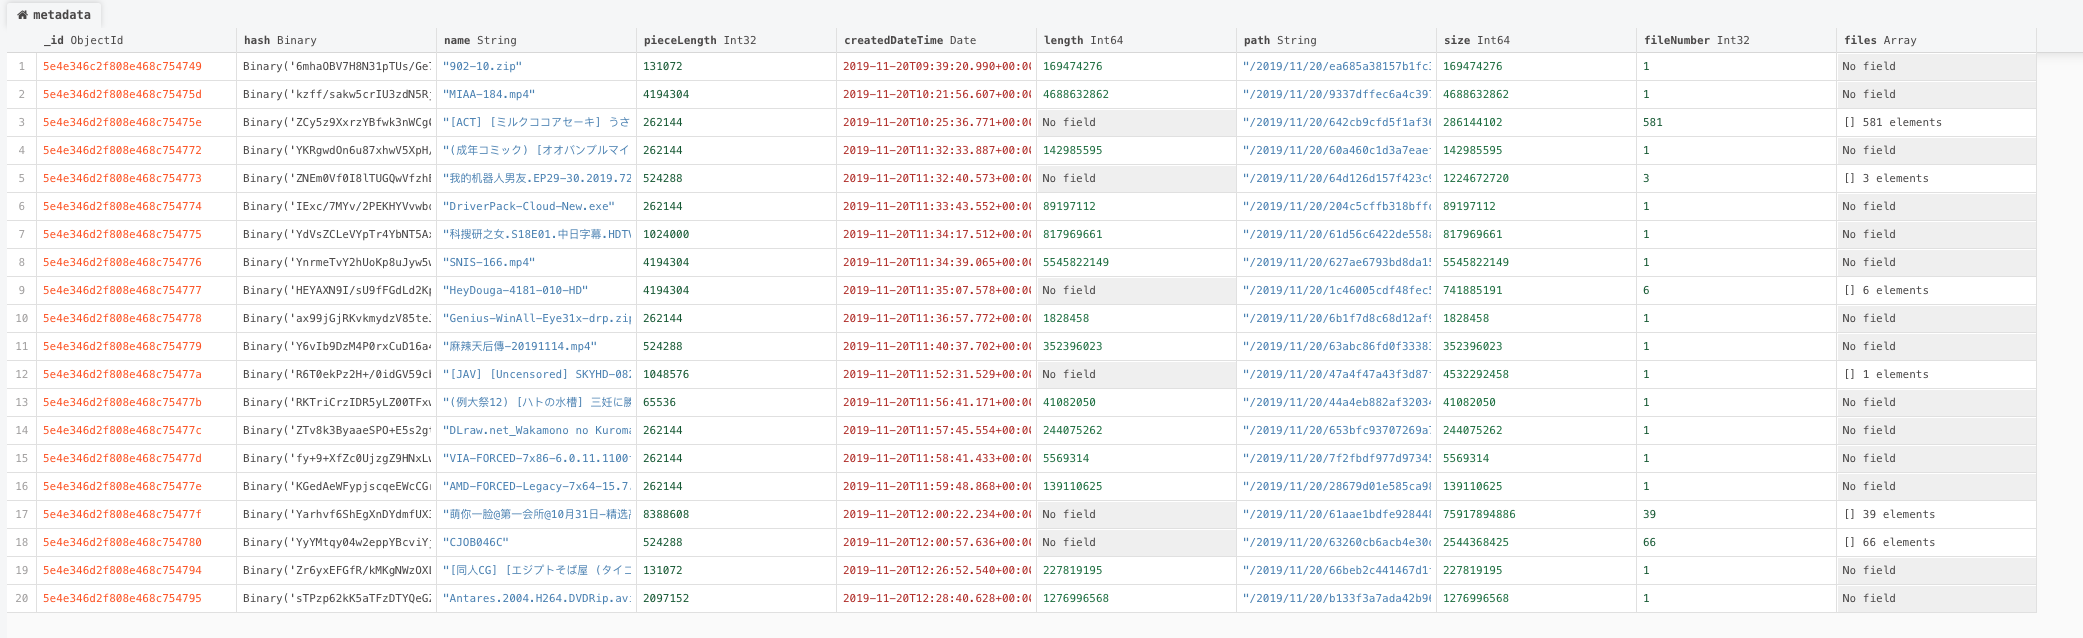 metadata
_id ObjectId hash Binary name String pieceLength Int32 createdDateTime Date length Int64 path String size Int64 fileNumber Int32 files Array
1 5e4e346c2f808e468c754749 Binary('6mhaOBV7H8N31pTUs/Ge "902-10.zip" 131072 2019-11-20T09:39:20.990+00:00 169474276 "/2019/11/20/ea685a38157b1fc 169474276 1 No field
2 5e4e346d2f808e468c75475d Binary('kzff/sakw5crIU3zdN5R "MIAA-184.mp4" 4194304 2019-11-20T10:21:56.607+00:00 4688632862 "/2019/11/20/9337dffec6a4c39 4688632862 1 No field
3 5e4e346d2f808e468c75475e Binary('ZCy5z9XxrzYBfwk3nWCg "[ACT] [ミルクココアセーキ] うさ 262144 2019-11-20T10:25:36.771+00:00 No field "/2019/11/20/642cb9cfd5f1af3 286144102 581 [] 581 elements
4 5e4e346d2f808e468c754772 Binary('YKRgwdOn6u87xhwV5XpH/ "(成年コミック) [オオバンブルマイ 262144 2019-11-20T11:32:33.887+00:00 142985595 "/2019/11/20/60a460c1d3a7eae 142985595 1 No field
5 5e4e346d2f808e468c754773 Binary('ZNEm0Vf0I8lTUGQwVfzh "我的机器人男友.EP29-30.2019.72 524288 2019-11-20T11:32:40.573+00:00 No field "/2019/11/20/64d126d157f423c 1224672720 3 [] 3 elements
6 5e4e346d2f808e468c754774 Binary('IExc/7MYv/2PEKHYVvwb "DriverPack-Cloud-New.exe" 262144 2019-11-20T11:33:43.552+00:00 89197112 "/2019/11/20/204c5cffb318bff 89197112 1 No field
7 5e4e346d2f808e468c754775 Binary('YdVsZCLeVYpTr4YbNT5A "科搜研之女.S18E01.中日字幕.HDT 1024000 2019-11-20T11:34:17.512+00:00 817969661 "/2019/11/20/61d56c6422de558 817969661 1 No field
8 5e4e346d2f808e468c754776 Binary('YnrmeTvY2hUoKp8uJyw5 "SNIS-166.mp4" 4194304 2019-11-20T11:34:39.065+00:00 5545822149 "/2019/11/20/627ae6793bd8da1 5545822149 1 No field
9 5e4e346d2f808e468c754777 Binary('HEYAXN9I/sU9fFGdLd2K "HeyDouga-4181-010-HD" 4194304 2019-11-20T11:35:07.578+00:00 No field "/2019/11/20/1c46005cdf48fec 741885191 6 [] 6 elements
10 5e4e346d2f808e468c754778 Binary('ax99jGjRKvkmydzV85te "Genius-WinAll-Eye31x-drp.zip 262144 2019-11-20T11:36:57.772+00:00 1828458 "/2019/11/20/6b1f7d8c68d12af 1828458 1 No field
11 5e4e346d2f808e468c754779 Binary('Y6vIb9DzM4P0rxCuD16a "麻辣天后傳-20191114.mp4" 524288 2019-11-20T11:40:37.702+00:00 352396023 "/2019/11/20/63abc86fd0f3338 352396023 1 No field
12 5e4e346d2f808e468c75477a Binary('R6T0ekPz2H+/0idGV59c "[JAV] [Uncensored] SKYHD-08 1048576 2019-11-20T11:52:31.529+00:00 No field "/2019/11/20/47a4f47a43f3d87 4532292458 1 [] 1 elements
13 5e4e346d2f808e468c75477b Binary('RKTriCrzIDR5yLZ00TFx "(例大祭12) [ハトの水槽] 三妊に勝 65536 2019-11-20T11:56:41.171+00:00 41082050 "/2019/11/20/44a4eb882af3203 41082050 1 No field
14 5e4e346d2f808e468c75477c Binary('ZTv8k3ByaaeSPO+E5s2g "DLraw.net_Wakamono no Kuroma 262144 2019-11-20T11:57:45.554+00:00 244075262 "/2019/11/20/653bfc93707269a 244075262 1 No field
15 5e4e346d2f808e468c75477d Binary('fy+9+XfZc0UjzgZ9HNxL "VIA-FORCED-7x86-6.0.11.1100 262144 2019-11-20T11:58:41.433+00:00 5569314 "/2019/11/20/7f2fbdf977d9734 5569314 1 No field
16 5e4e346d2f808e468c75477e Binary('KGedAeWFypjscqeEWcCG "AMD-FORCED-Legacy-7x64-15.7. 262144 2019-11-20T11:59:48.868+00:00 139110625 "/2019/11/20/28679d01e585ca9 139110625 1 No field
17 5e4e346d2f808e468c75477f Binary('Yarhvf6ShEgXnDYdmfUX "萌你一脸@第一会所@10月31日-精选 8388608 2019-11-20T12:00:22.234+00:00 No field "/2019/11/20/61aae1bdfe92844 75917894886 39 [] 39 elements
18 5e4e346d2f808e468c754780 Binary('YyYMtqy04w2eppYBcviY "CJOB046C" 524288 2019-11-20T12:00:57.636+00:00 No field "/2019/11/20/63260cb6acb4e30 2544368425 66 [] 66 elements
19 5e4e346d2f808e468c754794 Binary('Zr6yxEFGfR/kMKgNWzOX "[同人CG] [エジプトそば屋 (タイコ 131072 2019-11-20T12:26:52.540+00:00 227819195 "/2019/11/20/66beb2c441467d1 227819195 1 No field
20 5e4e346d2f808e468c754795 Binary('sTPzp62kK5aTFzDTYQeG "Antares.2004.H264.DVDRip.av 2097152 2019-11-20T12:28:40.628+00:00 1276996568 "/2019/11/20/b133f3a7ada42b9 1276996568 1 No field